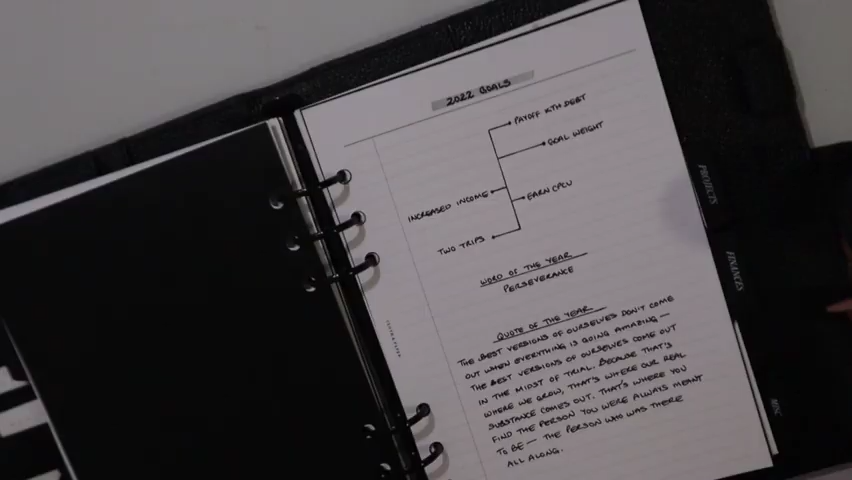 2022 GOALS
PAYOFF KTM DEBT
GOAL WEIGHT
INCREASED INCOME
EARN CPCU
TWO TRIPS
WORD OF THE YEAR
PERSEVERANCE
QUOTE OF THE YEAR
THE BEST VERSIONS OF OURSELVES DON'T COME
OUT WHEN EVERYTHING IS GOING AMAZING —
THE BEST VERSIONS OF OURSELVES COME OUT
IN THE MIDST OF TRIAL. BECAUSE THAT'S
WHERE WE GROW, THAT'S WHERE OUR REAL
SUBSTANCE COMES OUT. THAT'S WHERE YOU
FIND THE PERSON YOU WERE ALWAYS MEANT
TO BE — THE PERSON WHO WAS THERE
ALL ALONG.
PROJECTS
FINANCES
MISC